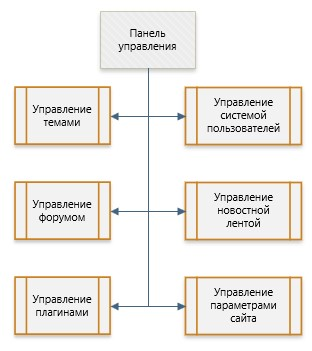 Панель
управления
Управление
темами
Управление
системой
пользователей
Управление
форумом
Управление
новостной
лентой
Управление
плагинами
Управление
параметрами
сайта